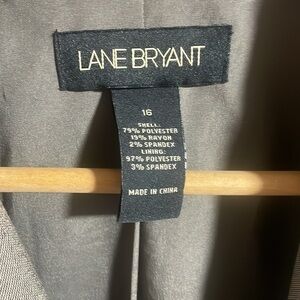 LANE BRYANT
16
SHELL:
79% POLYESTER
19% RAYON
2% SPANDEX
LINING:
97% POLYESTER
3% SPANDEX
MADE IN CHINA